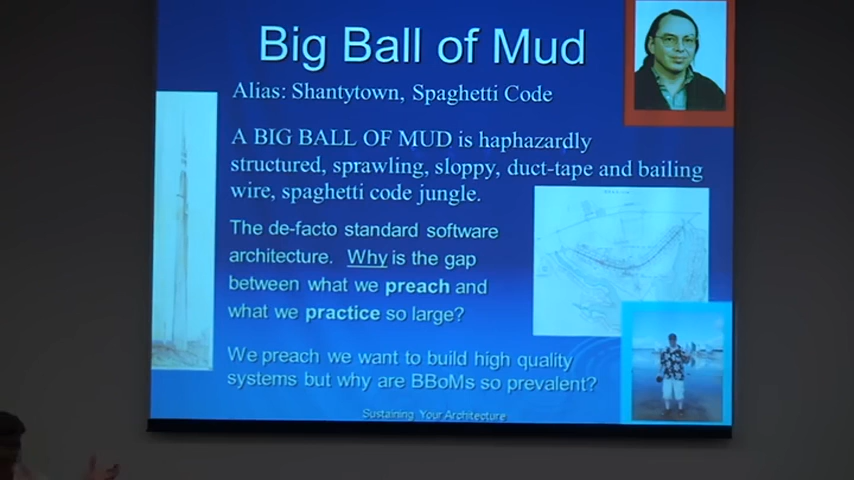 Big Ball of Mud
Alias: Shantytown, Spaghetti Code
A BIG BALL OF MUD is haphazardly
structured, sprawling, sloppy, duct-tape and bailing
wire, spaghetti code jungle.
The de-facto standard software
architecture. Why is the gap
between what we preach and
what we practice so large?
We preach we want to build high quality
systems but why are BBoMs so prevalent?
Sustaining Your Architecture